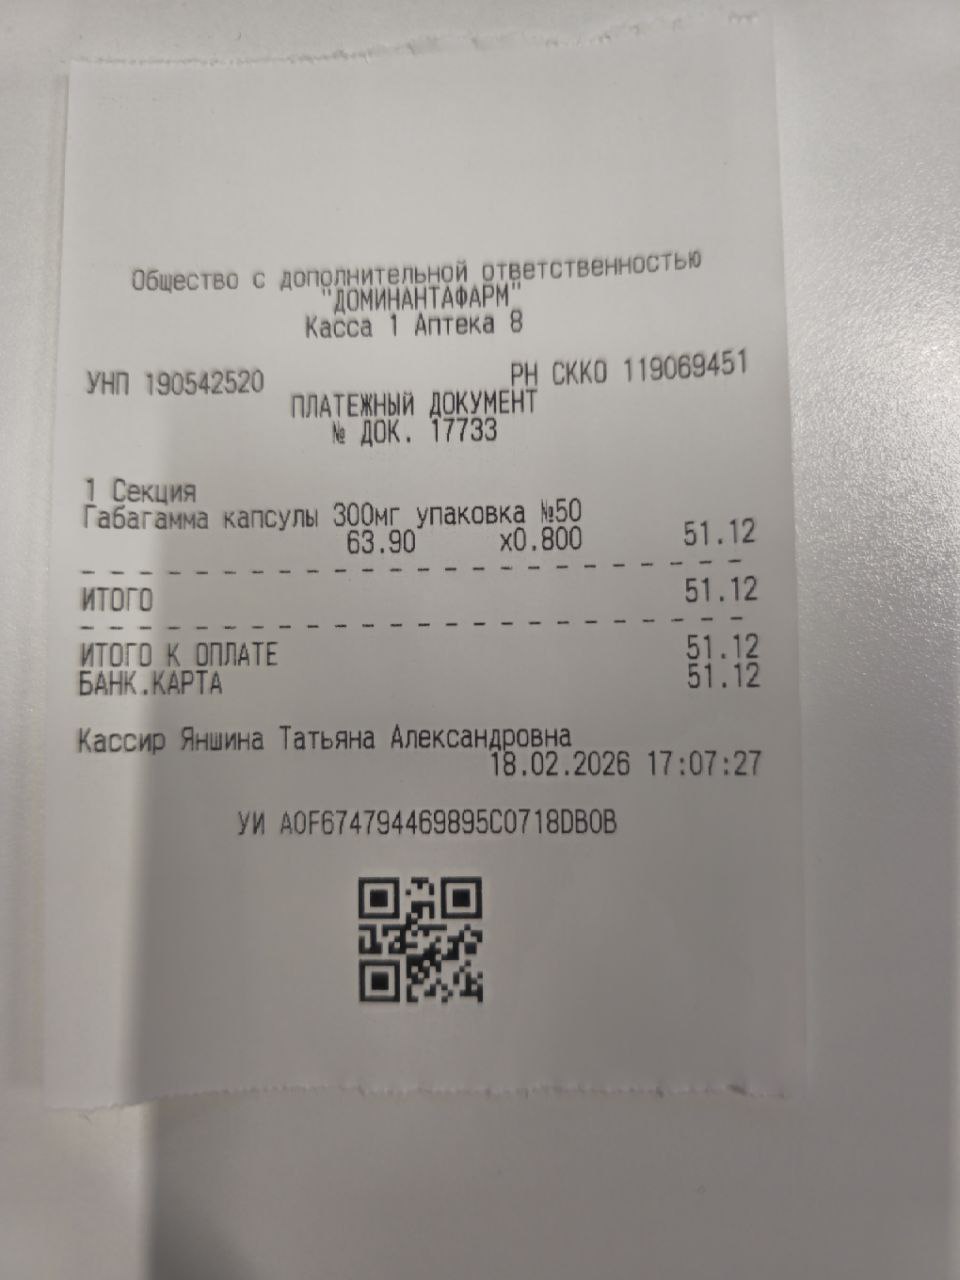 Общество с дополнительной ответственностью
"ДОМИНАНТАФАРМ"
Касса 1 Аптека 8
УНП 190542520 РН СККО 119069451
ПЛАТЕЖНЫЙ ДОКУМЕНТ
№ ДОК. 17733
1 Секция
Габагамма капсулы 300мг упаковка №50
63.90 x0.800 51.12
ИТОГО 51.12
ИТОГО К ОПЛАТЕ 51.12
БАНК.КАРТА 51.12
Кассир Яншина Татьяна Александровна
18.02.2026 17:07:27
УИ A0F674794469895C0718DB0B